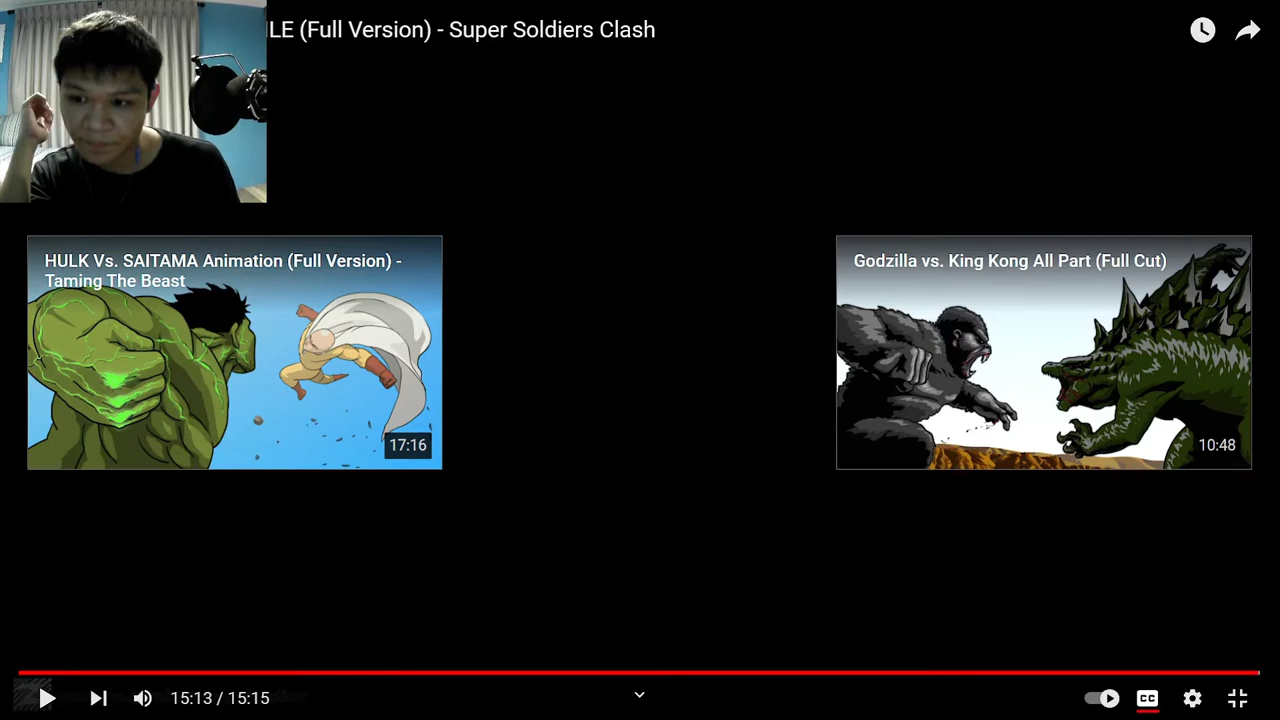 LE (Full Version) - Super Soldiers Clash
HULK Vs. SAITAMA Animation (Full Version) -
Taming The Beast
17:16
Godzilla vs. King Kong All Part (Full Cut)
10:48
15:13 / 15:15
CC